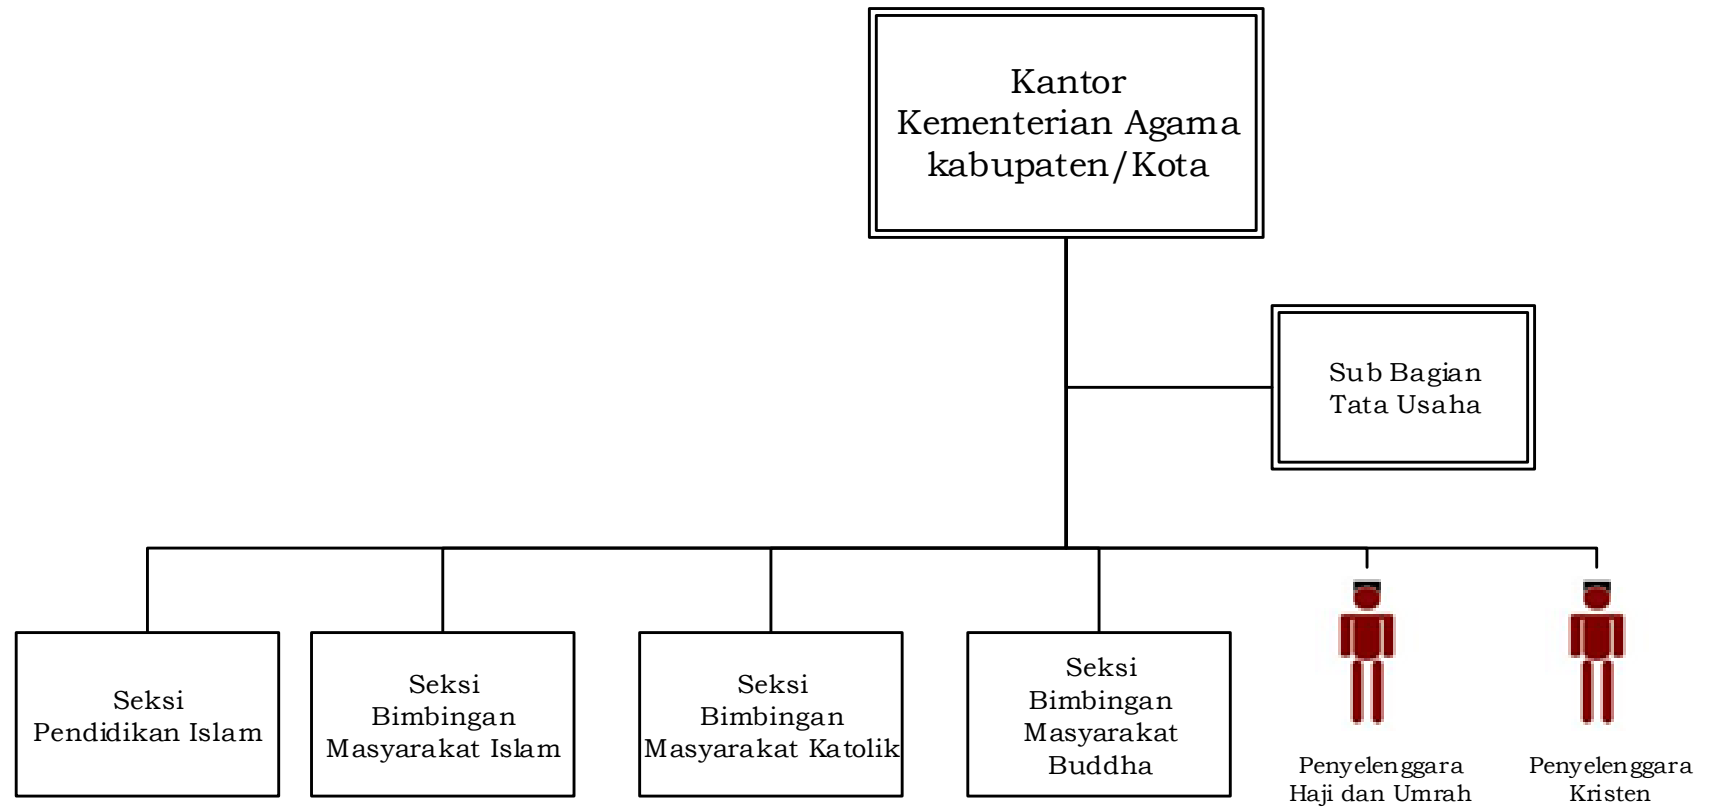 Kantor
Kementerian Agama
kabupaten/Kota
Sub Bagian
Tata Usaha
Seksi
Pendidikan Islam
Seksi
Bimbingan
Masyarakat Islam
Seksi
Bimbingan
Masyarakat Katolik
Seksi
Bimbingan
Masyarakat
Buddha
Penyelenggara
Haji dan Umrah
Penyelenggara
Kristen